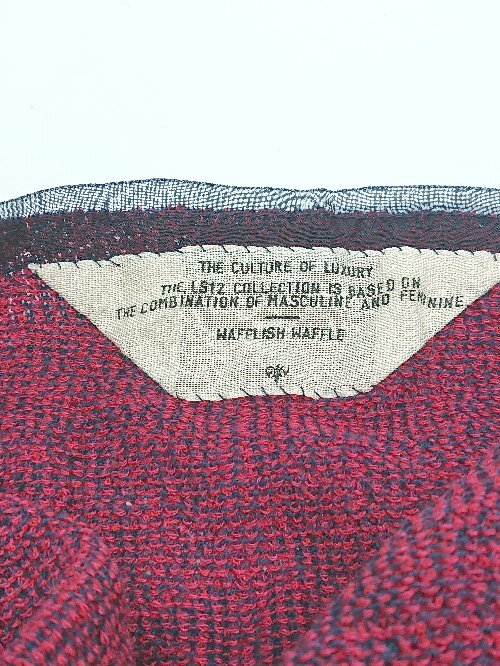 THE CULTURE OF LUXURY
THE LS12 COLLECTION IS BASED ON
THE COMBINATION OF MASCULINE AND FEMININE
WAFFLISH WAFFLE